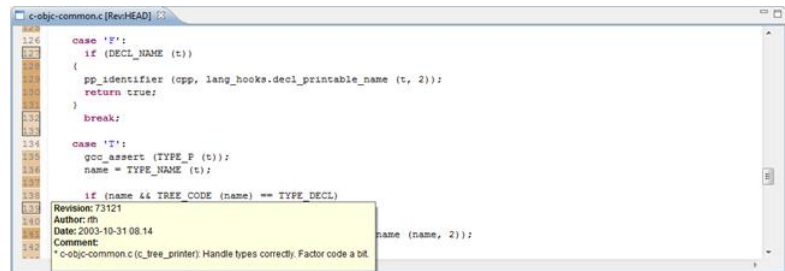 c-objc-common.c [Rev:HEAD]
125
126 case 'F':
127 if (DECL_NAME (t))
128 {
129 pp_identifier (cpp, lang_hooks.decl_printable_name (t, 2));
130 return true;
131 }
132 break;
133
134 case 'T':
135 gcc_assert (TYPE_P (t));
136 name = TYPE_NAME (t);
137
138 if (name && TREE_CODE (name) == TYPE_DECL)
139
140
141 name (name, 2));
142
Revision: 73121
Author: rth
Date: 2003-10-31 08.14
Comment:
* c-objc-common.c (c_tree_printer): Handle types correctly. Factor code a bit.